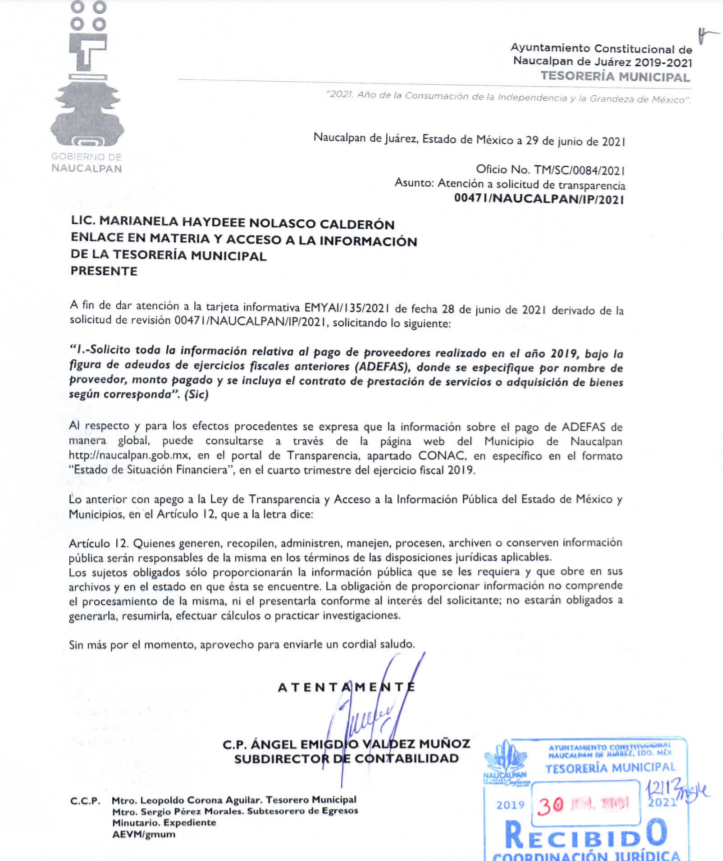 Ayuntamiento Constitucional de
Naucalpan de Juárez 2019-2021
TESORERÍA MUNICIPAL
"2021. Año de la Consumación de la Independencia y la Grandeza de México".
GOBIERNO DE
NAUCALPAN
Naucalpan de Juárez, Estado de México a 29 de junio de 2021
Oficio No. TM/SC/0084/2021
Asunto: Atención a solicitud de transparencia
00471/NAUCALPAN/IP/2021
LIC. MARIANELA HAYDEEE NOLASCO CALDERÓN
ENLACE EN MATERIA Y ACCESO A LA INFORMACIÓN
DE LA TESORERÍA MUNICIPAL
PRESENTE
A fin de dar atención a la tarjeta informativa EMYAI/135/2021 de fecha 28 de junio de 2021 derivado de la
solicitud de revisión 00471/NAUCALPAN/IP/2021, solicitando lo siguiente:
"1.-Solicito toda la información relativa al pago de proveedores realizado en el año 2019, bajo la
figura de adeudos de ejercicios fiscales anteriores (ADEFAS), donde se especifique por nombre de
proveedor, monto pagado y se incluya el contrato de prestación de servicios o adquisición de bienes
según corresponda". (Sic)
Al respecto y para los efectos procedentes se expresa que la información sobre el pago de ADEFAS de
manera global, puede consultarse a través de la página web del Municipio de Naucalpan
http://naucalpan.gob.mx, en el portal de Transparencia, apartado CONAC, en específico en el formato
"Estado de Situación Financiera", en el cuarto trimestre del ejercicio fiscal 2019.
Lo anterior con apego a la Ley de Transparencia y Acceso a la Información Pública del Estado de México y
Municipios, en el Artículo 12, que a la letra dice:
Artículo 12. Quienes generen, recopilen, administren, manejen, procesen, archiven o conserven información
pública serán responsables de la misma en los términos de las disposiciones jurídicas aplicables.
Los sujetos obligados sólo proporcionarán la información pública que se les requiera y que obre en sus
archivos y en el estado en que ésta se encuentre. La obligación de proporcionar información no comprende
el procesamiento de la misma, ni el presentarla conforme al interés del solicitante; no estarán obligados a
generarla, resumirla, efectuar cálculos o practicar investigaciones.
Sin más por el momento, aprovecho para enviarle un cordial saludo.
ATENTAMENTE
C.P. ÁNGEL EMIGDIO VALDEZ MUÑOZ
SUBDIRECTOR DE CONTABILIDAD
C.C.P. Mtro. Leopoldo Corona Aguilar. Tesorero Municipal
Mtro. Sergio Pérez Morales. Subtesorero de Egresos
Minutario. Expediente
AEVM/gmum
AYUNTAMIENTO CONSTITUCIONAL
NAUCALPAN DE JUÁREZ, EDO. MÉX
TESORERÍA MUNICIPAL
NAUCALPAN
2019 30 2021
RECIBIDO
COORDINACIÓN JURÍDICA